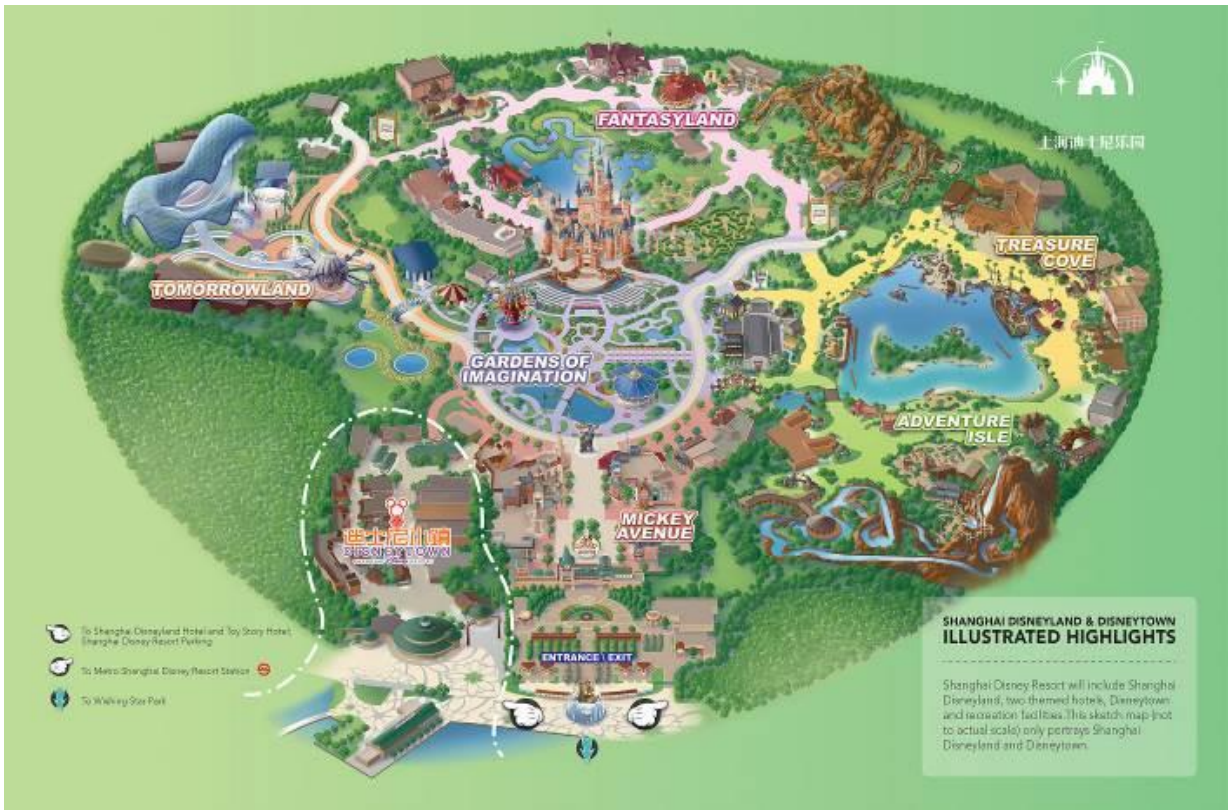 上海迪士尼乐园
FANTASYLAND
TREASURE
COVE
TOMORROWLAND
GARDENS OF
IMAGINATION
ADVENTURE
ISLE
MICKEY
AVENUE
迪士尼小镇
DISNEYTOWN
ENTRANCE \ EXIT
To Shanghai Disneyland Hotel and Toy Story Hotel,
Shanghai Disney Resort Parking
To Metro Shanghai Disney Resort Station
To Wishing Star Park
SHANGHAI DISNEYLAND & DISNEYTOWN
ILLUSTRATED HIGHLIGHTS
Shanghai Disney Resort will include Shanghai
Disneyland, two themed hotels, Disneytown
and recreation facilities. This sketch map (not
to actual scale) only portrays Shanghai
Disneyland and Disneytown.